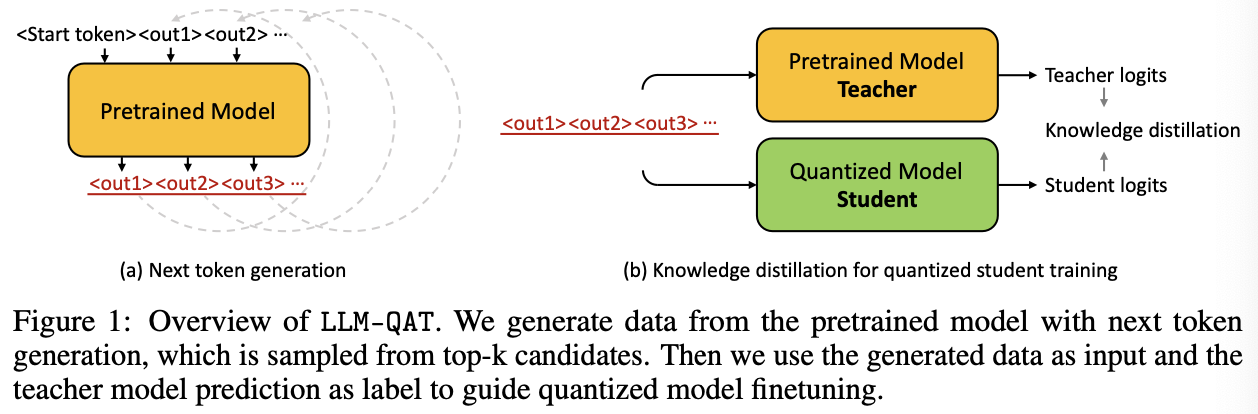 <Start token><out1><out2> ...
Pretrained Model
<out1><out2><out3> ...
(a) Next token generation
<out1><out2><out3> ...
Pretrained Model
Teacher
Quantized Model
Student
Teacher logits
Knowledge distillation
Student logits
(b) Knowledge distillation for quantized student training
Figure 1: Overview of LLM-QAT. We generate data from the pretrained model with next token
generation, which is sampled from top-k candidates. Then we use the generated data as input and the
teacher model prediction as label to guide quantized model finetuning.